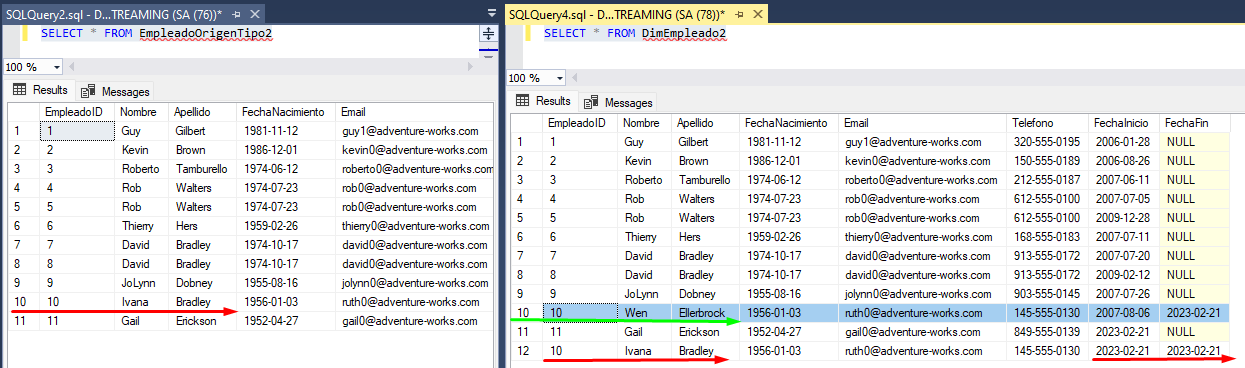 SQLQuery2.sql - D...TREAMING (SA (76))*
SELECT * FROM EmpleadoOrigenTipo2
100 %
Results Messages
EmpleadoID Nombre Apellido FechaNacimiento Email
1 1 Guy Gilbert 1981-11-12 guy1@adventure-works.com
2 2 Kevin Brown 1986-12-01 kevin0@adventure-works.com
3 3 Roberto Tamburello 1974-06-12 roberto0@adventure-works.com
4 4 Rob Walters 1974-07-23 rob0@adventure-works.com
5 5 Rob Walters 1974-07-23 rob0@adventure-works.com
6 6 Thierry Hers 1959-02-26 thierry0@adventure-works.com
7 7 David Bradley 1974-10-17 david0@adventure-works.com
8 8 David Bradley 1974-10-17 david0@adventure-works.com
9 9 JoLynn Dobney 1955-08-16 jolynn0@adventure-works.com
10 10 Ivana Bradley 1956-01-03 ruth0@adventure-works.com
11 11 Gail Erickson 1952-04-27 gail0@adventure-works.com
SQLQuery4.sql - D...TREAMING (SA (78))*
SELECT * FROM DimEmpleado2
100 %
Results Messages
EmpleadoID Nombre Apellido FechaNacimiento Email Telefono FechaInicio FechaFin
1 1 Guy Gilbert 1981-11-12 guy1@adventure-works.com 320-555-0195 2006-01-28 NULL
2 2 Kevin Brown 1986-12-01 kevin0@adventure-works.com 150-555-0189 2006-08-26 NULL
3 3 Roberto Tamburello 1974-06-12 roberto0@adventure-works.com 212-555-0187 2007-06-11 NULL
4 4 Rob Walters 1974-07-23 rob0@adventure-works.com 612-555-0100 2007-07-05 NULL
5 5 Rob Walters 1974-07-23 rob0@adventure-works.com 612-555-0100 2009-12-28 NULL
6 6 Thierry Hers 1959-02-26 thierry0@adventure-works.com 168-555-0183 2007-07-11 NULL
7 7 David Bradley 1974-10-17 david0@adventure-works.com 913-555-0172 2007-07-20 NULL
8 8 David Bradley 1974-10-17 david0@adventure-works.com 913-555-0172 2009-02-12 NULL
9 9 JoLynn Dobney 1955-08-16 jolynn0@adventure-works.com 903-555-0145 2007-07-26 NULL
10 10 Wen Ellerbrock 1956-01-03 ruth0@adventure-works.com 145-555-0130 2007-08-06 2023-02-21
11 11 Gail Erickson 1952-04-27 gail0@adventure-works.com 849-555-0139 2023-02-21 NULL
12 10 Ivana Bradley 1956-01-03 ruth0@adventure-works.com 145-555-0130 2023-02-21 2023-02-21